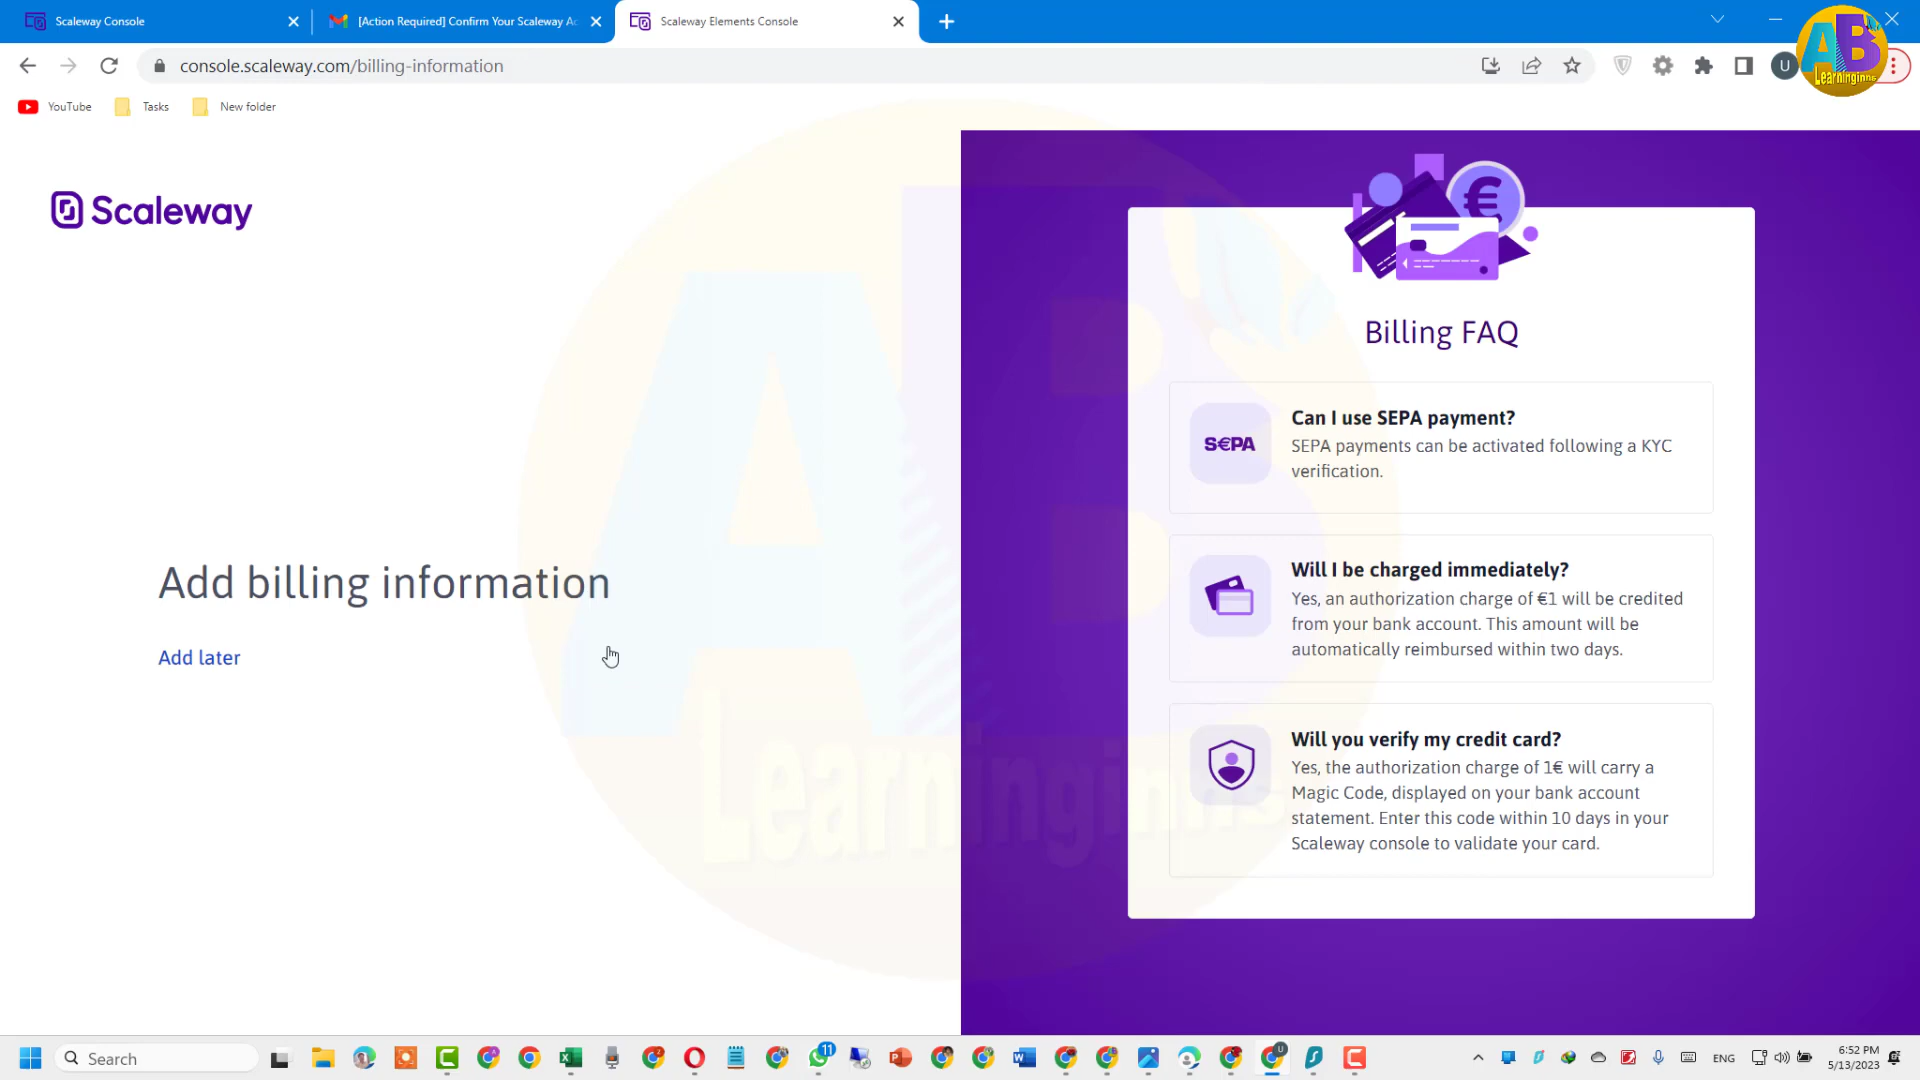 Scaleway Console
[Action Required] Confirm Your Scaleway Ac
Scaleway Elements Console
console.scaleway.com/billing-information
U
AB
Learninginns
YouTube
Tasks
New folder
Scaleway
Add billing information
Add later
Billing FAQ
S€PA
Can I use SEPA payment?
SEPA payments can be activated following a KYC
verification.
Will I be charged immediately?
Yes, an authorization charge of €1 will be credited
from your bank account. This amount will be
automatically reimbursed within two days.
Will you verify my credit card?
Yes, the authorization charge of 1€ will carry a
Magic Code, displayed on your bank account
statement. Enter this code within 10 days in your
Scaleway console to validate your card.
AB
Learninginns
Search
11
ENG
6:52 PM
5/13/2023